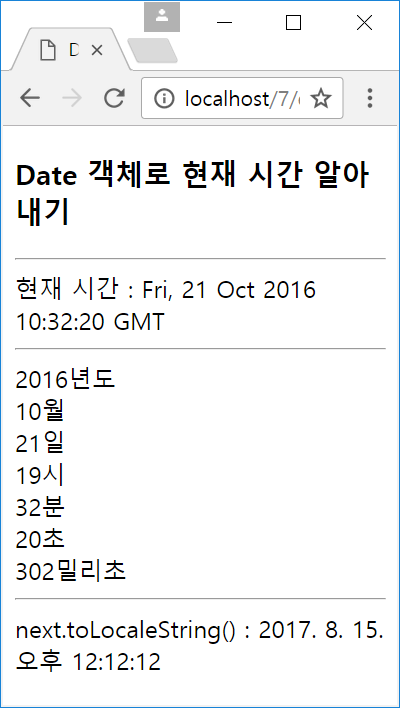 D
localhost/7/
Date 객체로 현재 시간 알아
내기
현재 시간 : Fri, 21 Oct 2016
10:32:20 GMT
2016년도
10월
21일
19시
32분
20초
302밀리초
next.toLocaleString() : 2017. 8. 15.
오후 12:12:12